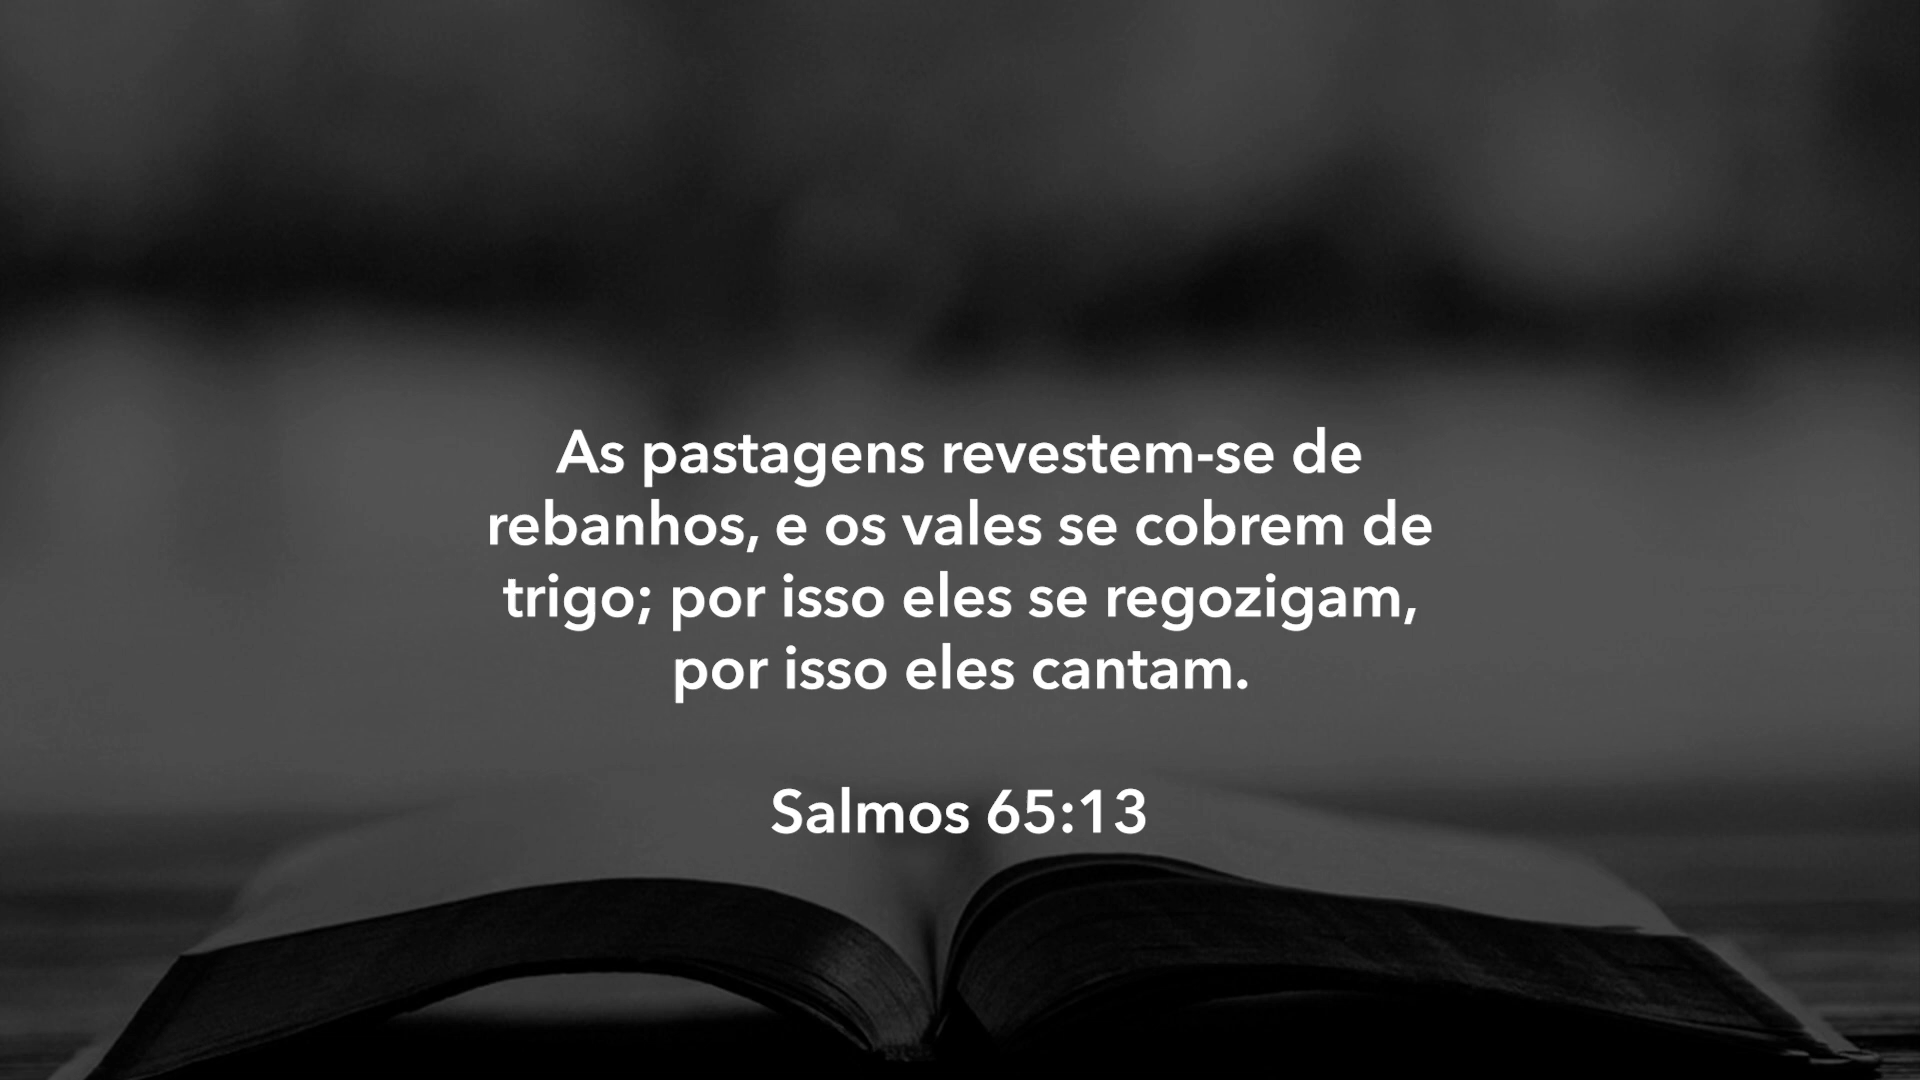 As pastagens revestem-se de
rebanhos, e os vales se cobrem de
trigo; por isso eles se regozigam,
por isso eles cantam.
Salmos 65:13